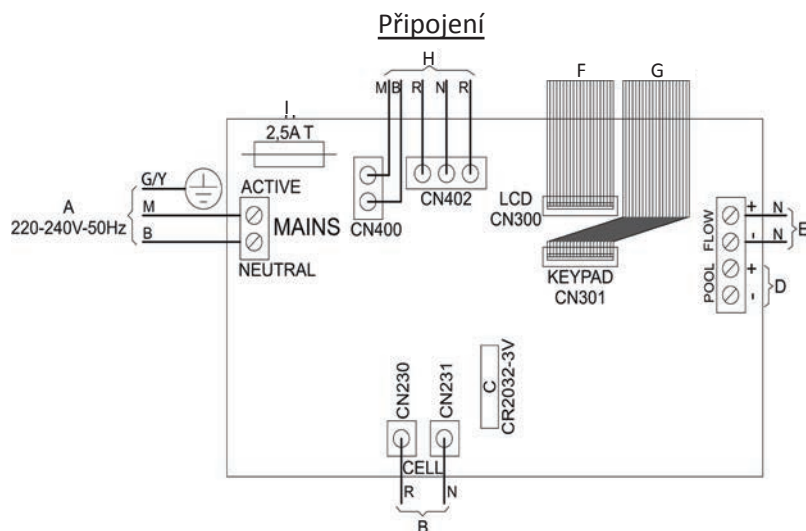 Připojení
H
F G
M B R N R
I.
2,5A T
G/Y
ACTIVE
A
220-240V-50Hz
M
MAINS
B
NEUTRAL
CN400
CN402
LCD
CN300
KEYPAD
CN301
FLOW
+ N
- N
E
POOL
+
-
D
CN230
CN231
C
CR2032-3V
CELL
R N
B